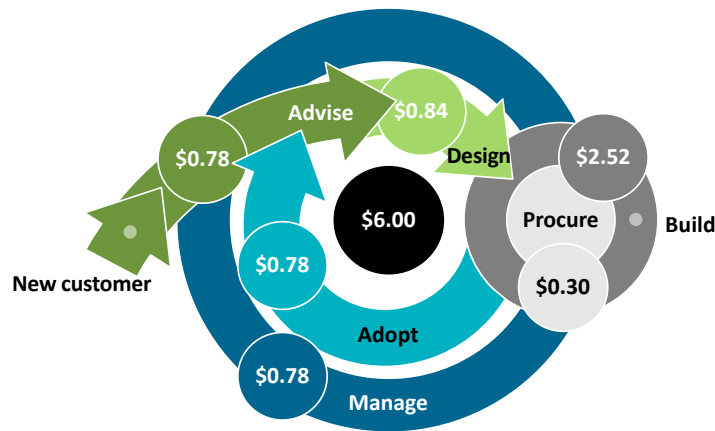 Advise
$0.84
$0.78
Design
$2.52
$6.00
Procure
Build
New customer
$0.78
$0.30
Adopt
$0.78
Manage